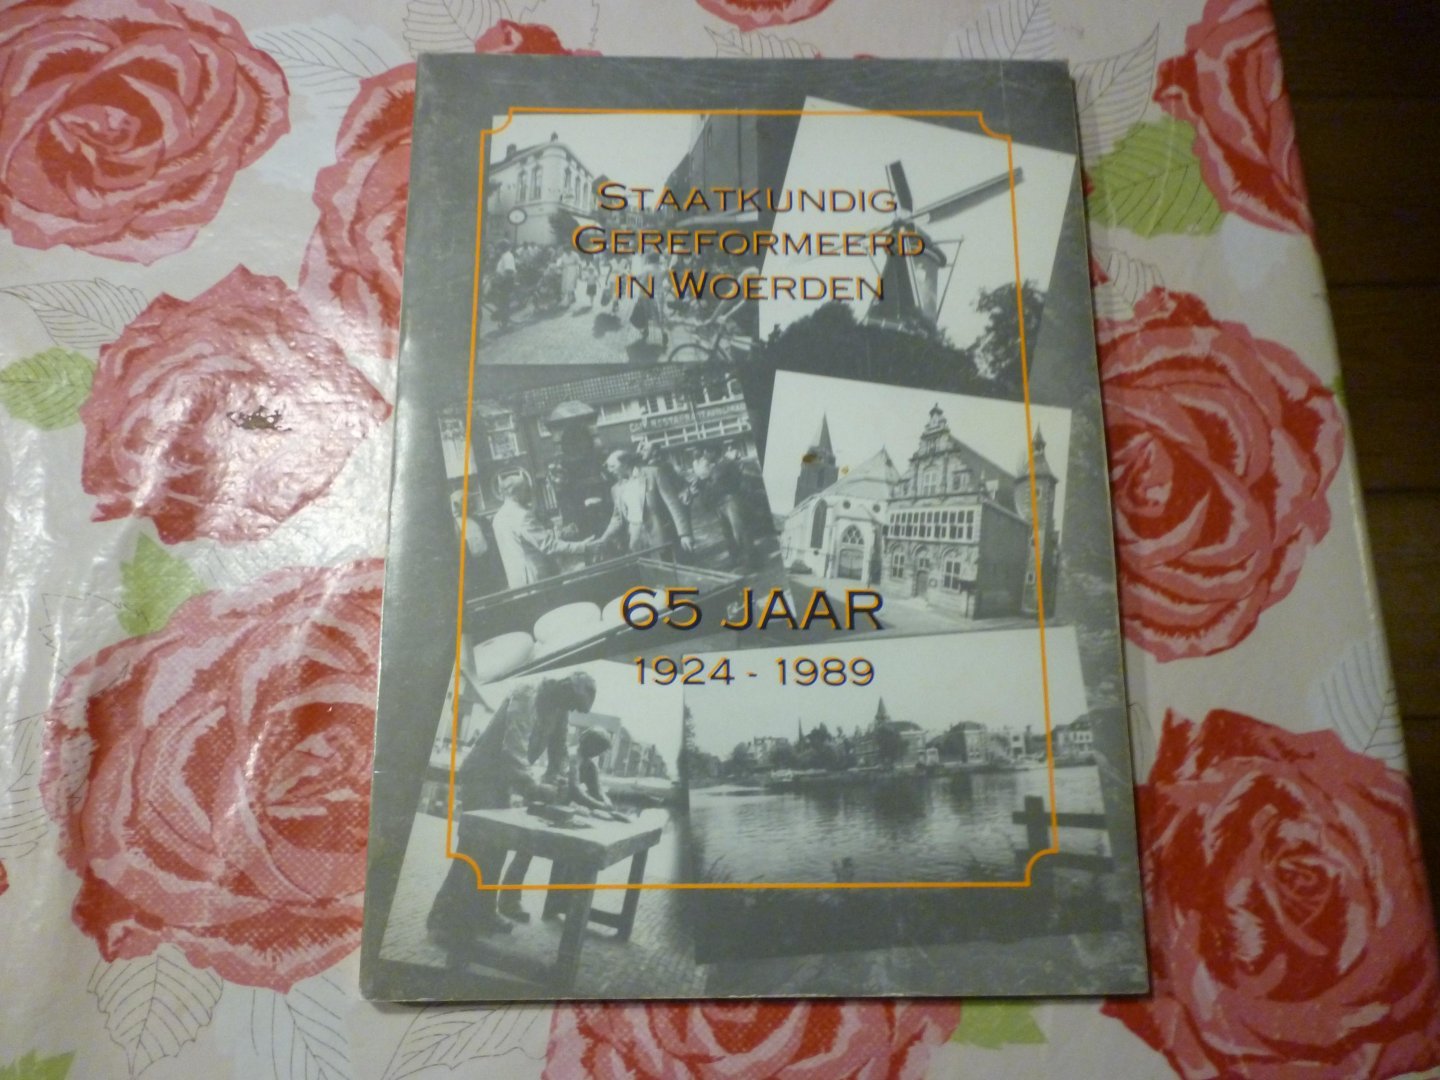 Staatkundig
Gereformeerd
in Woerden
65 JAAR
1924 - 1989